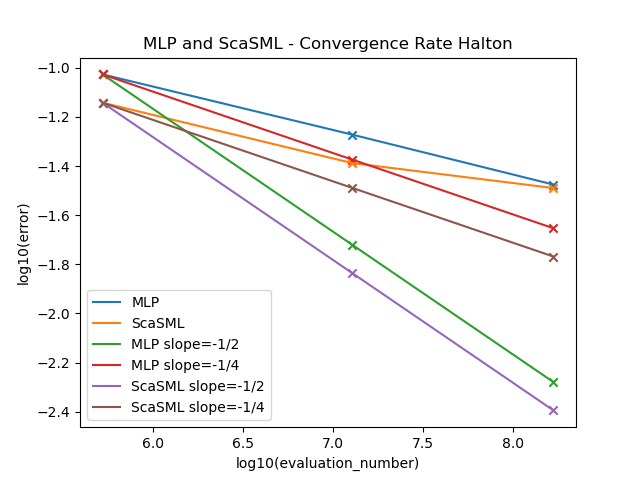 MLP and ScaSML - Convergence Rate Halton
−1.0
−1.2
−1.4
−1.6
−1.8
−2.0
−2.2
−2.4
log10(error)
MLP
ScaSML
MLP slope=-1/2
MLP slope=-1/4
ScaSML slope=-1/2
ScaSML slope=-1/4
6.0 6.5 7.0 7.5 8.0
log10(evaluation_number)